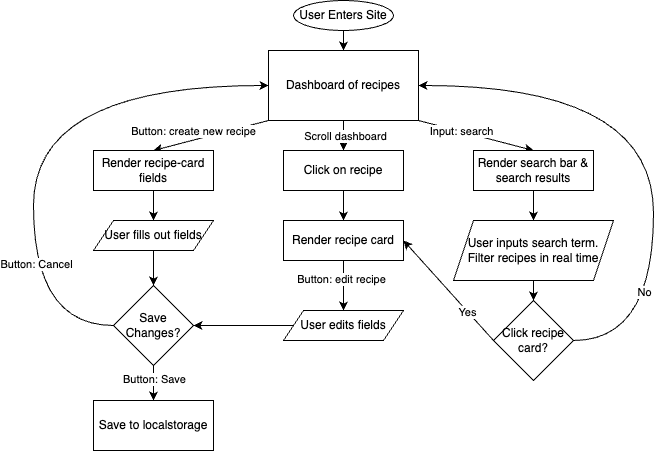 User Enters Site
Dashboard of recipes
Button: create new recipe
Scroll dashboard
Input: search
Render recipe-card
fields
Click on recipe
Render search bar &
search results
User fills out fields
Render recipe card
User inputs search term.
Filter recipes in real time
Button: Cancel
Button: edit recipe
No
Yes
Save
Changes?
User edits fields
Click recipe
card?
Button: Save
Save to localstorage